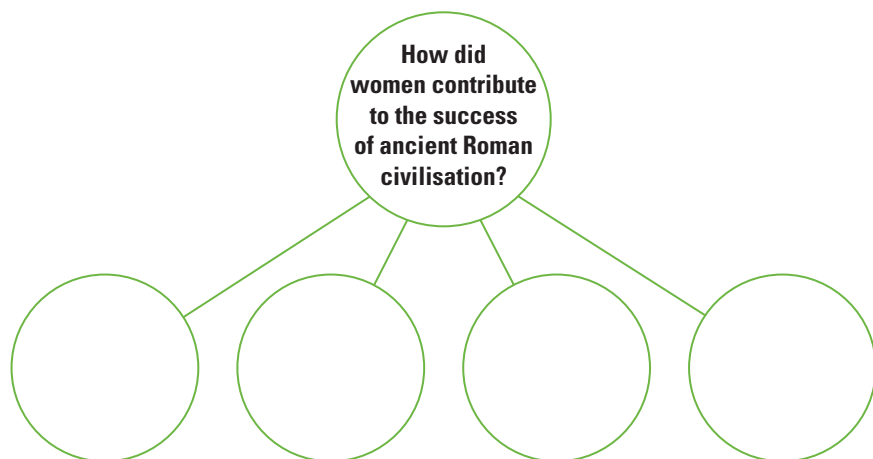 How did
women contribute
to the success
of ancient Roman
civilisation?